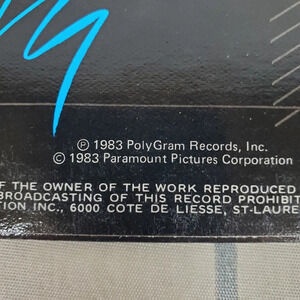 ℗ 1983 PolyGram Records, Inc.
© 1983 Paramount Pictures Corporation
OF THE OWNER OF THE WORK REPRODUCED
BROADCASTING OF THIS RECORD PROHIBIT
TION INC., 6000 COTE DE LIESSE, ST-LAURE